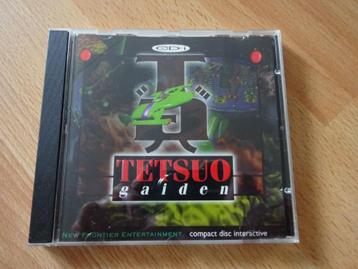 CD-i
TETSUO
gaiden
NEW FRONTIER ENTERTAINMENT compact disc interactive